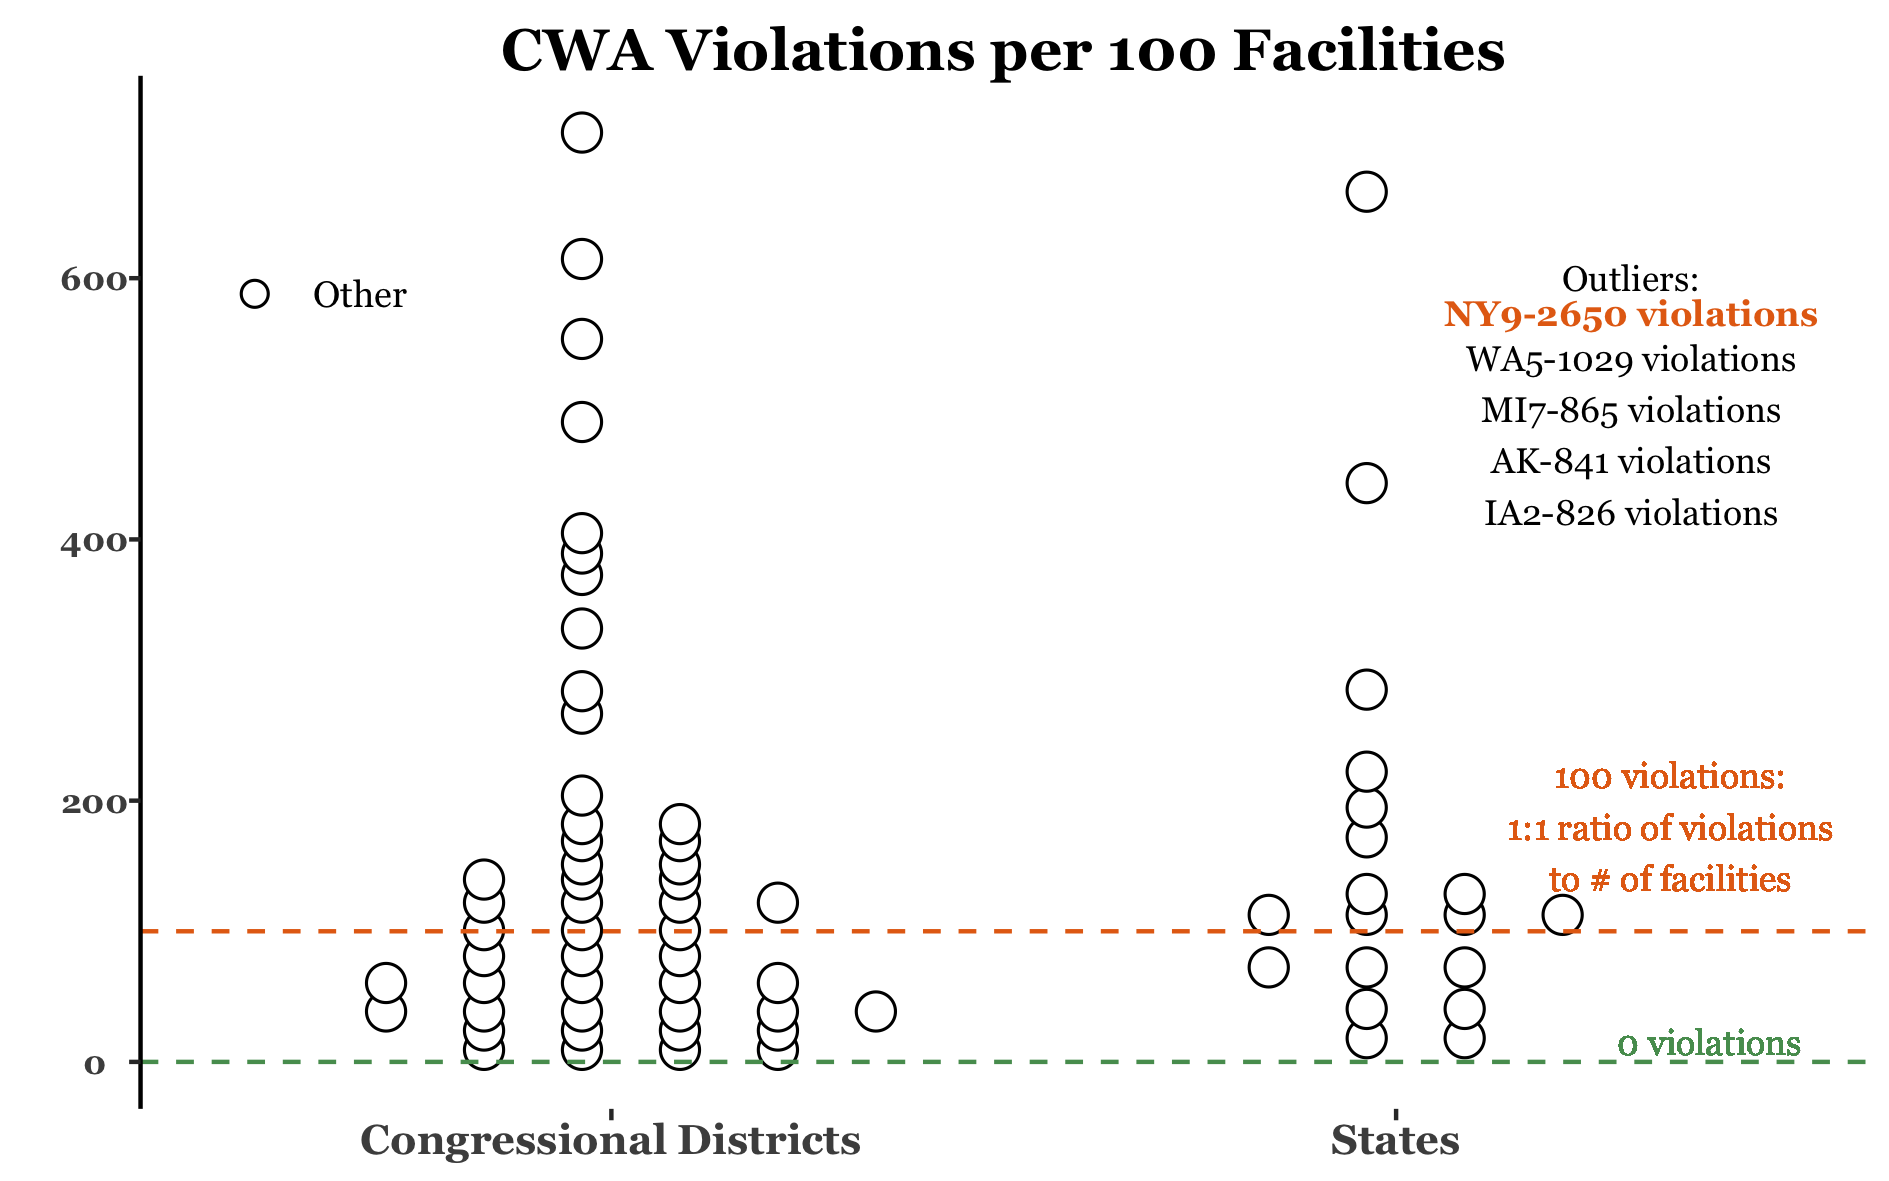 CWA Violations per 100 Facilities
600
400
200
0
Other
Outliers:
NY9-2650 violations
WA5-1029 violations
MI7-865 violations
AK-841 violations
IA2-826 violations
100 violations:
1:1 ratio of violations
to # of facilities
0 violations
Congressional Districts
States